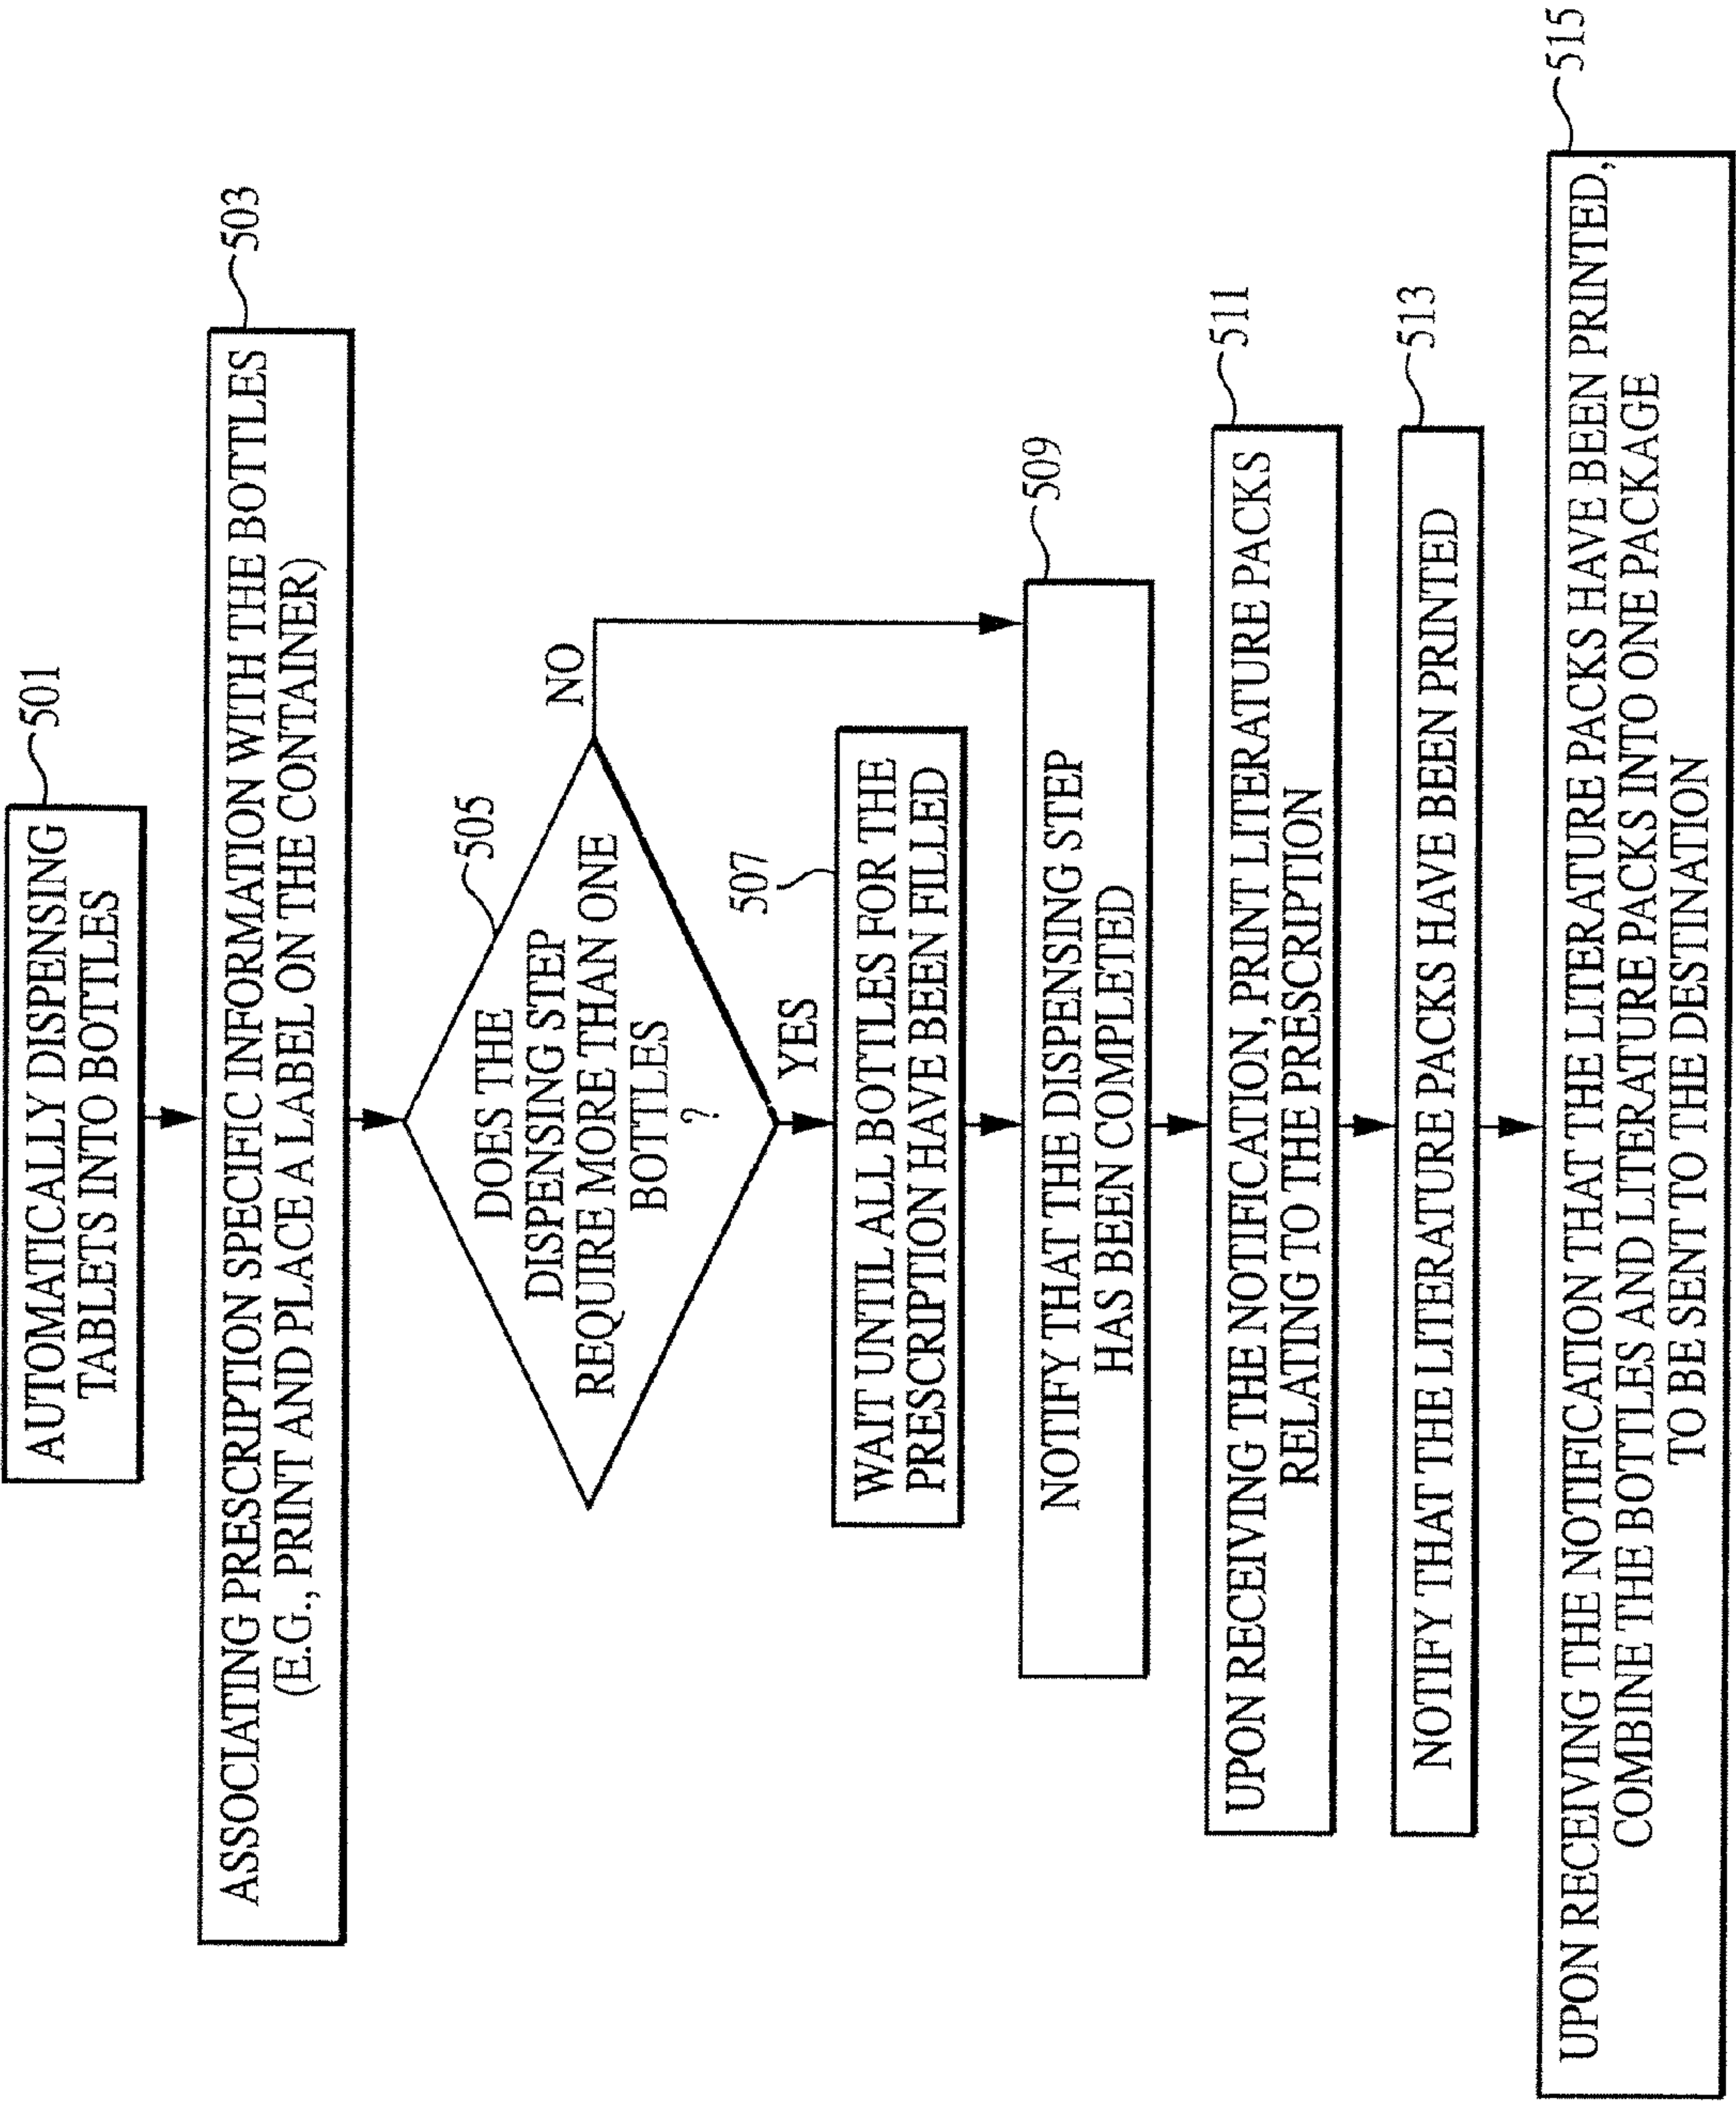 501
AUTOMATICALLY DISPENSING
TABLETS INTO BOTTLES
503
ASSOCIATING PRESCRIPTION SPECIFIC INFORMATION WITH THE BOTTLES
(E.G., PRINT AND PLACE A LABEL ON THE CONTAINER)
505
DOES THE
DISPENSING STEP
REQUIRE MORE THAN ONE
BOTTLES
?
NO
YES
507
WAIT UNTIL ALL BOTTLES FOR THE
PRESCRIPTION HAVE BEEN FILLED
509
NOTIFY THAT THE DISPENSING STEP
HAS BEEN COMPLETED
511
UPON RECEIVING THE NOTIFICATION, PRINT LITERATURE PACKS
RELATING TO THE PRESCRIPTION
513
NOTIFY THAT THE LITERATURE PACKS HAVE BEEN PRINTED
515
UPON RECEIVING THE NOTIFICATION THAT THE LITERATURE PACKS HAVE BEEN PRINTED,
COMBINE THE BOTTLES AND LITERATURE PACKS INTO ONE PACKAGE
TO BE SENT TO THE DESTINATION